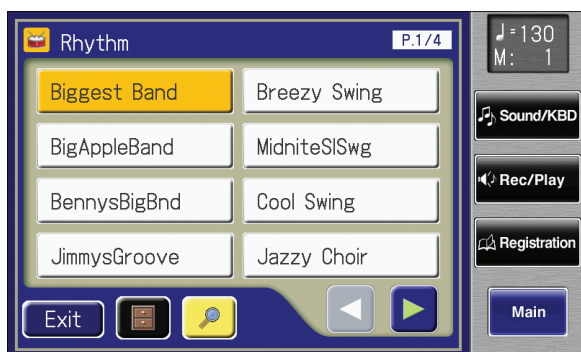 Rhythm
P.1/4
♩=130
M: 1
Biggest Band
Breezy Swing
BigAppleBand
MidniteSlSwg
BennysBigBnd
Cool Swing
JimmysGroove
Jazzy Choir
Sound/KBD
Rec/Play
Registration
Exit
Main